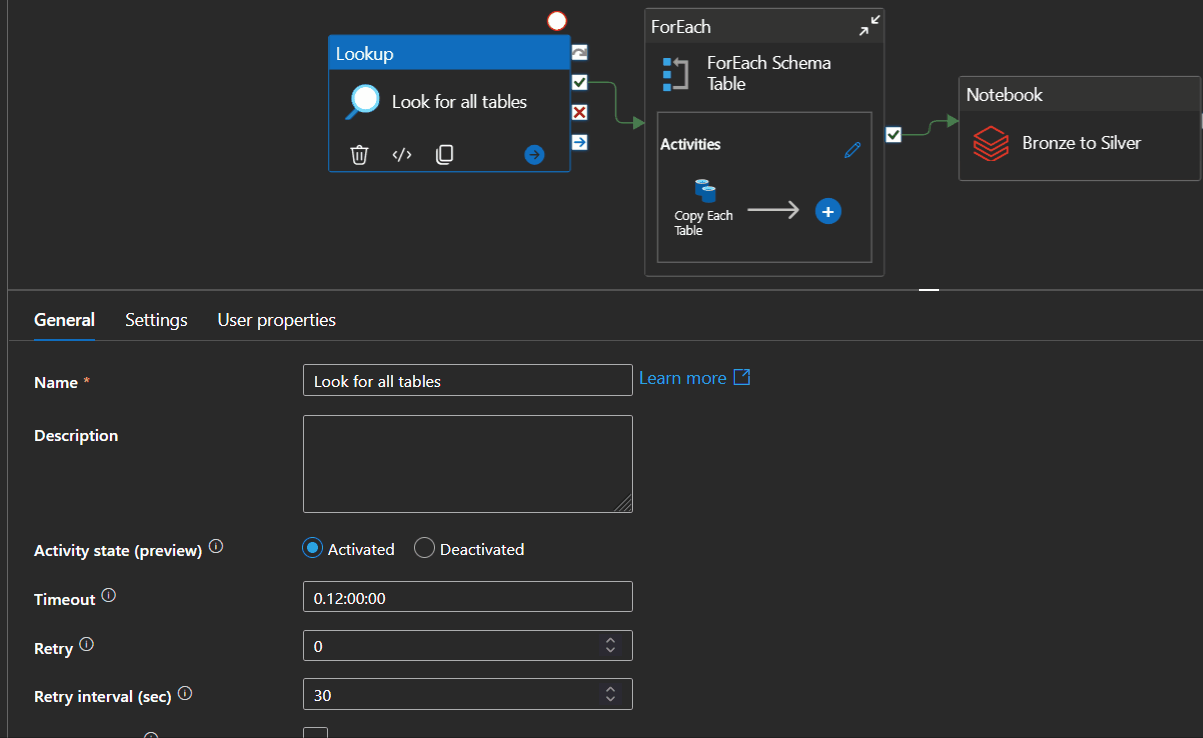 Lookup
Look for all tables
ForEach
ForEach Schema
Table
Activities
Copy Each
Table
Notebook
Bronze to Silver
General
Settings
User properties
Name *
Look for all tables
Learn more
Description
Activity state (preview)
Activated
Deactivated
Timeout
0.12:00:00
Retry
0
Retry interval (sec)
30